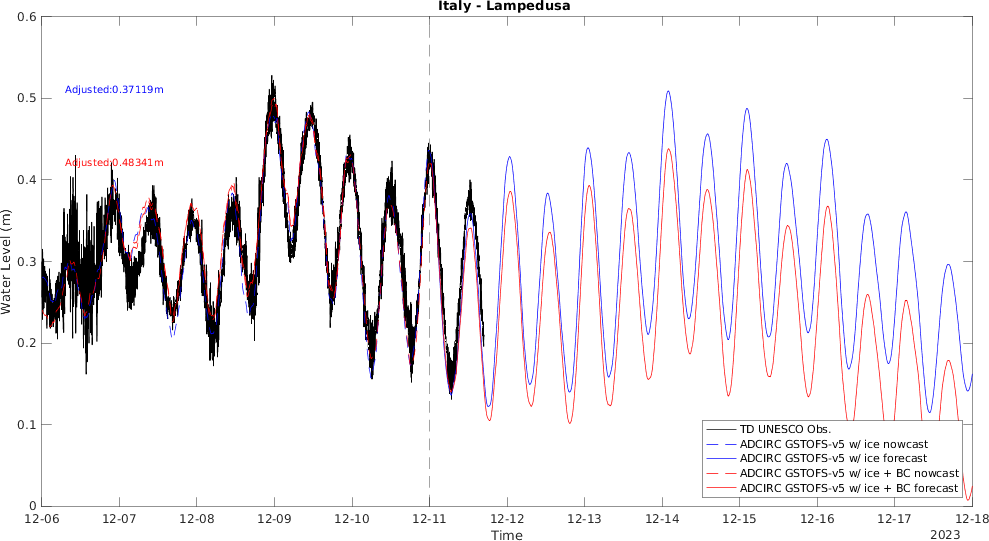 Italy - Lampedusa
0.6
0.5
0.4
0.3
0.2
0.1
0
Water Level (m)
Adjusted:0.37119m
Adjusted:0.48341m
TD UNESCO Obs.
ADCIRC GSTOFS-v5 w/ ice nowcast
ADCIRC GSTOFS-v5 w/ ice forecast
ADCIRC GSTOFS-v5 w/ ice + BC nowcast
ADCIRC GSTOFS-v5 w/ ice + BC forecast
12-06 12-07 12-08 12-09 12-10 12-11 12-12 12-13 12-14 12-15 12-16 12-17 12-18
Time
2023